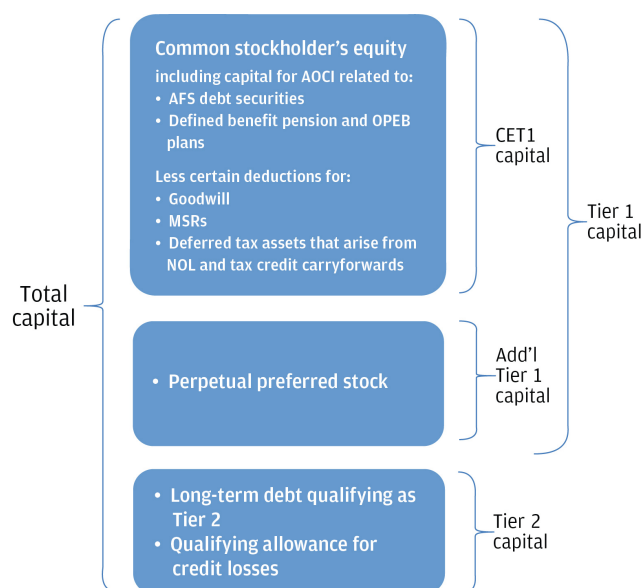 Common stockholder's equity
including capital for AOCI related to:
• AFS debt securities
• Defined benefit pension and OPEB
plans
Less certain deductions for:
• Goodwill
• MSRs
• Deferred tax assets that arise from
NOL and tax credit carryforwards
CET1
capital
Tier 1
capital
Total
capital
• Perpetual preferred stock
Add'l
Tier 1
capital
• Long-term debt qualifying as
Tier 2
• Qualifying allowance for
credit losses
Tier 2
capital